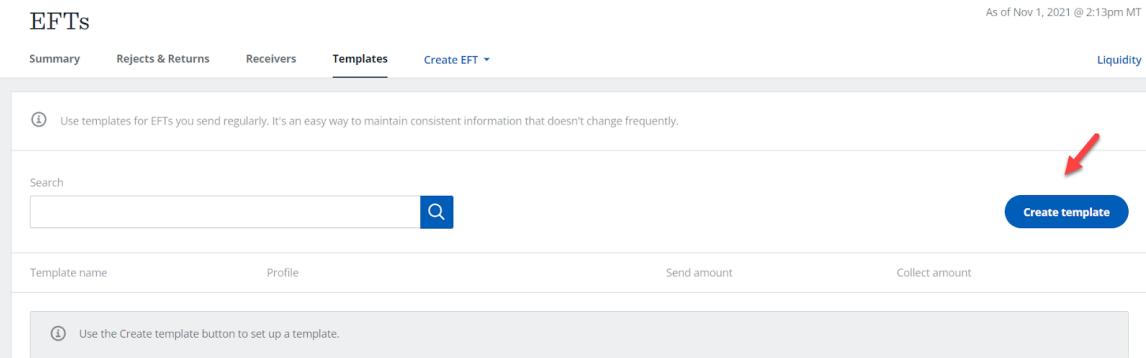 EFTs
As of Nov 1, 2021 @ 2:13pm MT
Summary Rejects & Returns Receivers Templates Create EFT Liquidity
Use templates for EFTs you send regularly. It's an easy way to maintain consistent information that doesn't change frequently.
Search
Create template
Template name Profile Send amount Collect amount
Use the Create template button to set up a template.